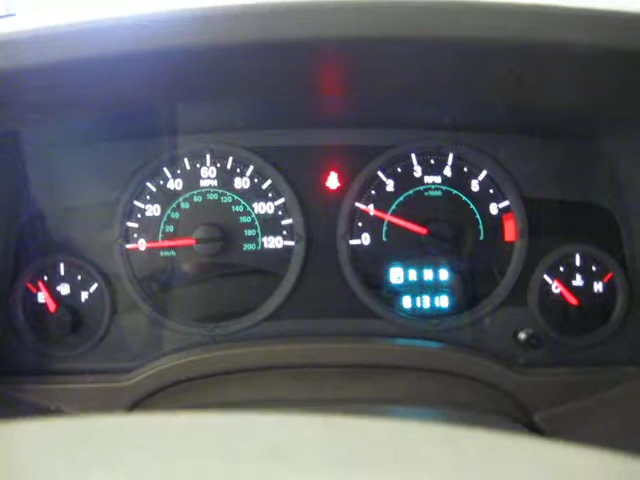 0 20 40 60 80 100 120
MPH
20 40 60 80 100 120 140 160 180 200
km/h
0 1 2 3 4 5 6
RPM
x1000
P R N D
61318
E F
C H